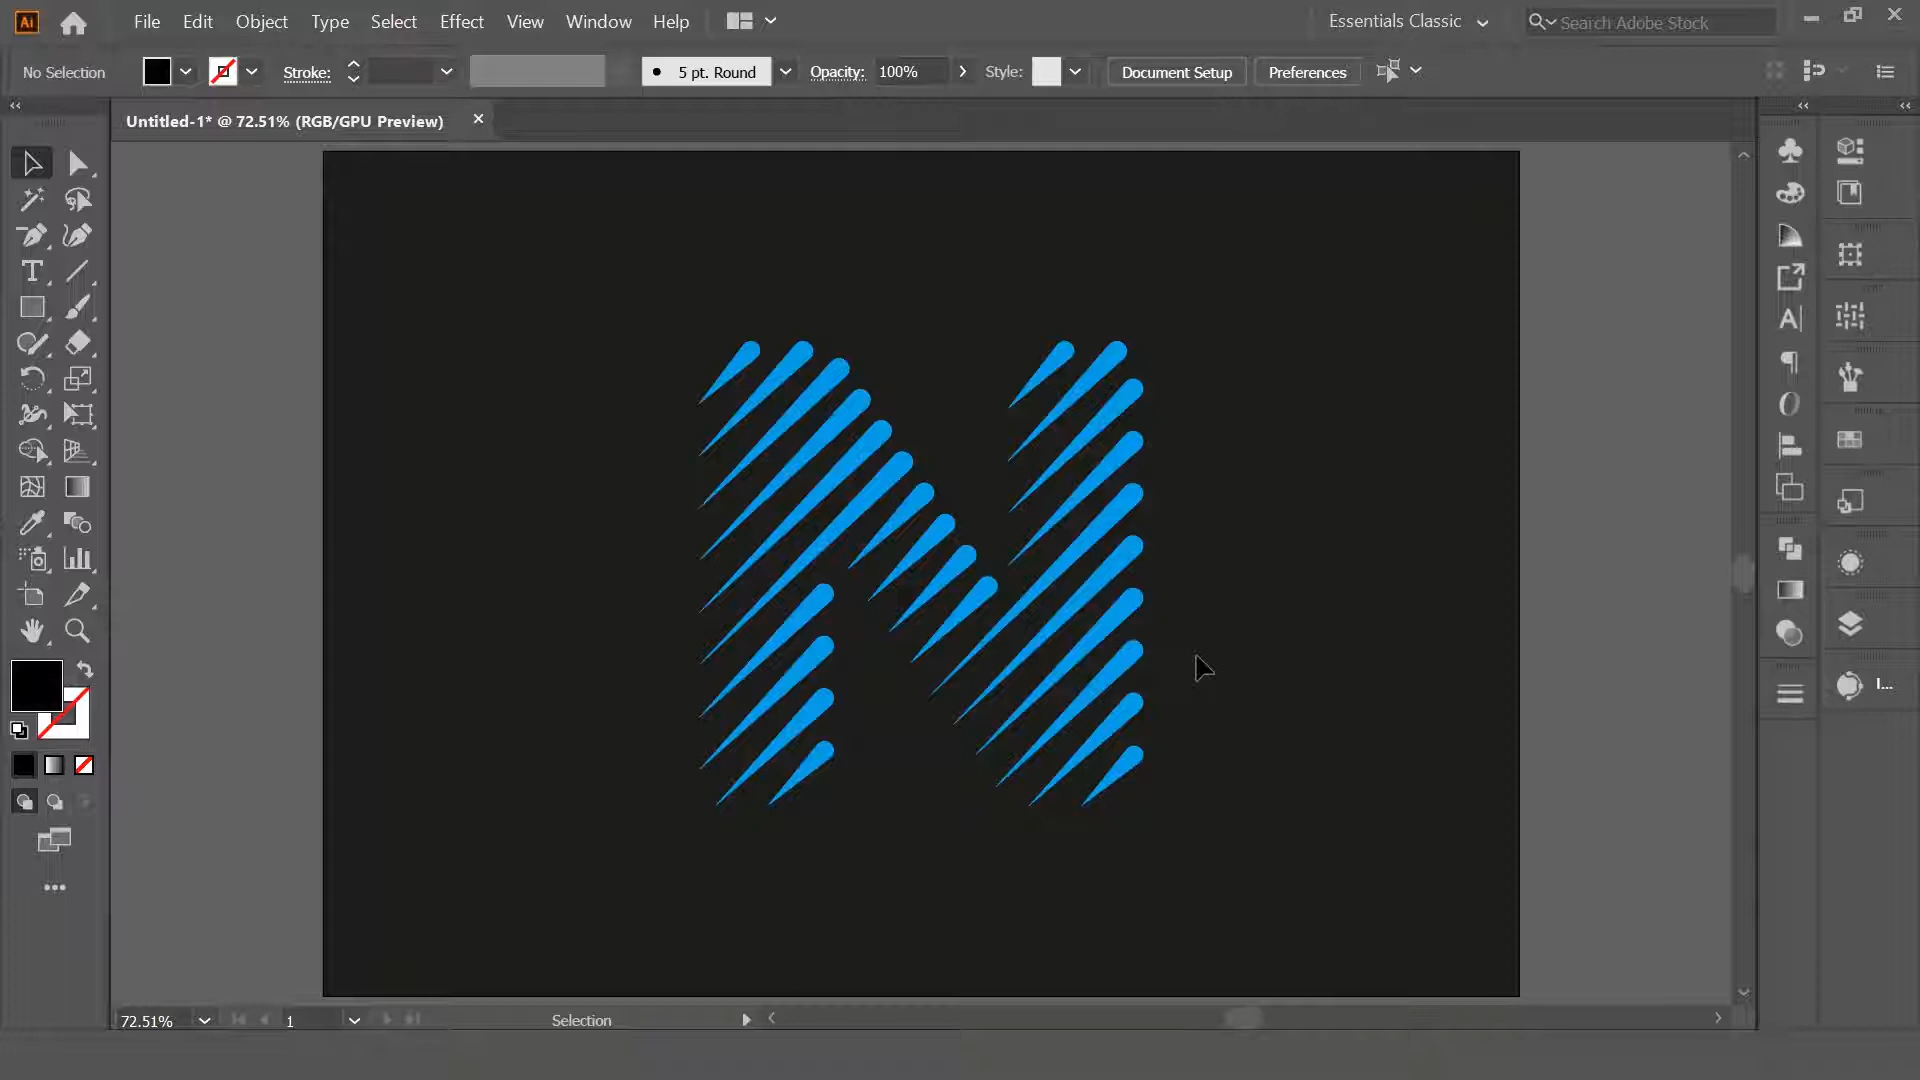 Ai File Edit Object Type Select Effect View Window Help Essentials Classic Search Adobe Stock
No Selection Stroke: 5 pt. Round Opacity: 100% Style: Document Setup Preferences
Untitled-1* @ 72.51% (RGB/GPU Preview)
N
I...
72.51% 1 Selection